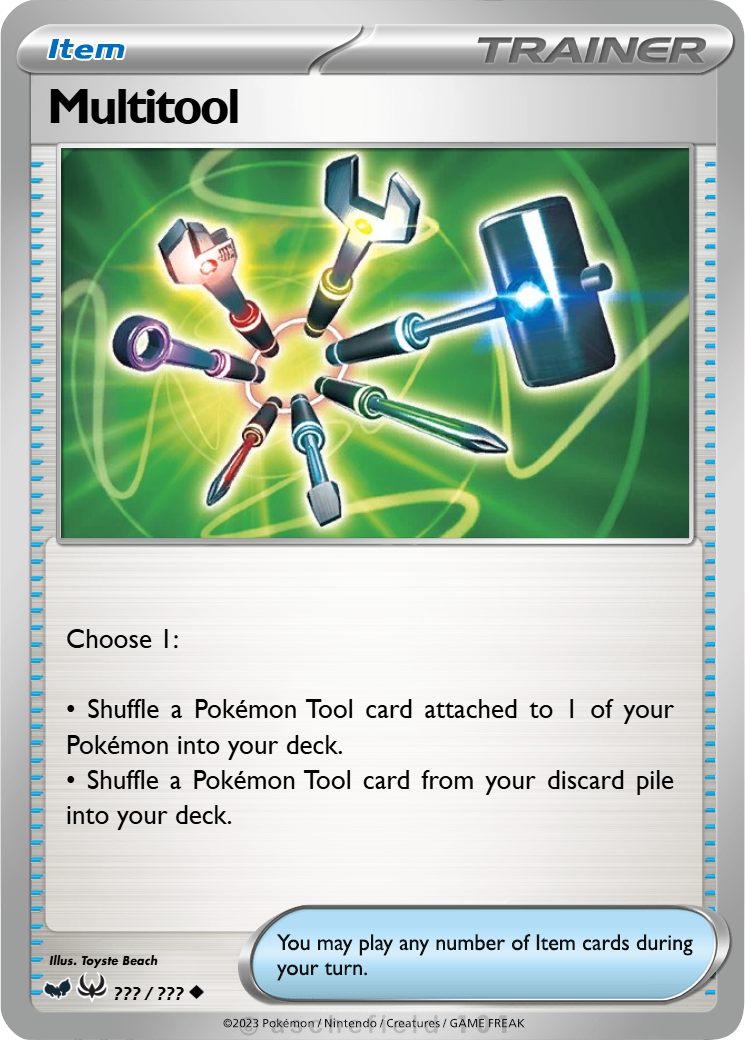 Item
TRAINER
Multitool
Choose 1:
• Shuffle a Pokémon Tool card attached to 1 of your
Pokémon into your deck.
• Shuffle a Pokémon Tool card from your discard pile
into your deck.
You may play any number of Item cards during
your turn.
Illus. Toyste Beach
??? / ??? ◆
©2023 Pokémon / Nintendo / Creatures / GAME FREAK